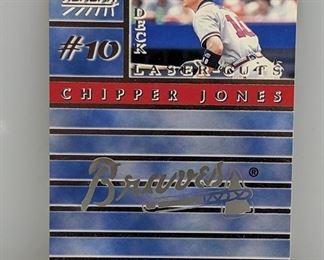 #10
DECK
LASER-CUTS
CHIPPER JONES
Braves®